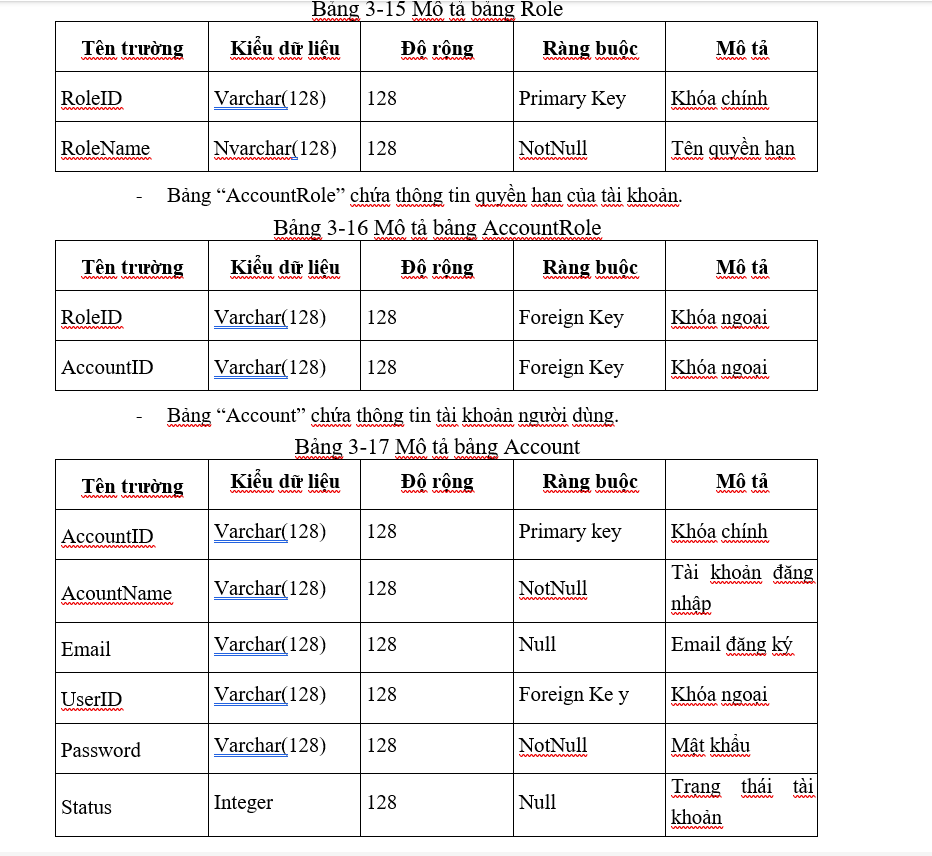 Bảng 3-15 Mô tả bảng Role
Tên trường Kiểu dữ liệu Độ rộng Ràng buộc Mô tả
RoleID Varchar(128) 128 Primary Key Khóa chính
RoleName Nvarchar(128) 128 NotNull Tên quyền hạn
- Bảng “AccountRole” chứa thông tin quyền hạn của tài khoản.
Bảng 3-16 Mô tả bảng AccountRole
Tên trường Kiểu dữ liệu Độ rộng Ràng buộc Mô tả
RoleID Varchar(128) 128 Foreign Key Khóa ngoại
AccountID Varchar(128) 128 Foreign Key Khóa ngoại
- Bảng “Account” chứa thông tin tài khoản người dùng.
Bảng 3-17 Mô tả bảng Account
Tên trường Kiểu dữ liệu Độ rộng Ràng buộc Mô tả
AccountID Varchar(128) 128 Primary key Khóa chính
AcountName Varchar(128) 128 NotNull Tài khoản đăng
nhập
Email Varchar(128) 128 Null Email đăng ký
UserID Varchar(128) 128 Foreign Ke y Khóa ngoại
Password Varchar(128) 128 NotNull Mật khẩu
Status Integer 128 Null Trạng thái tài
khoản